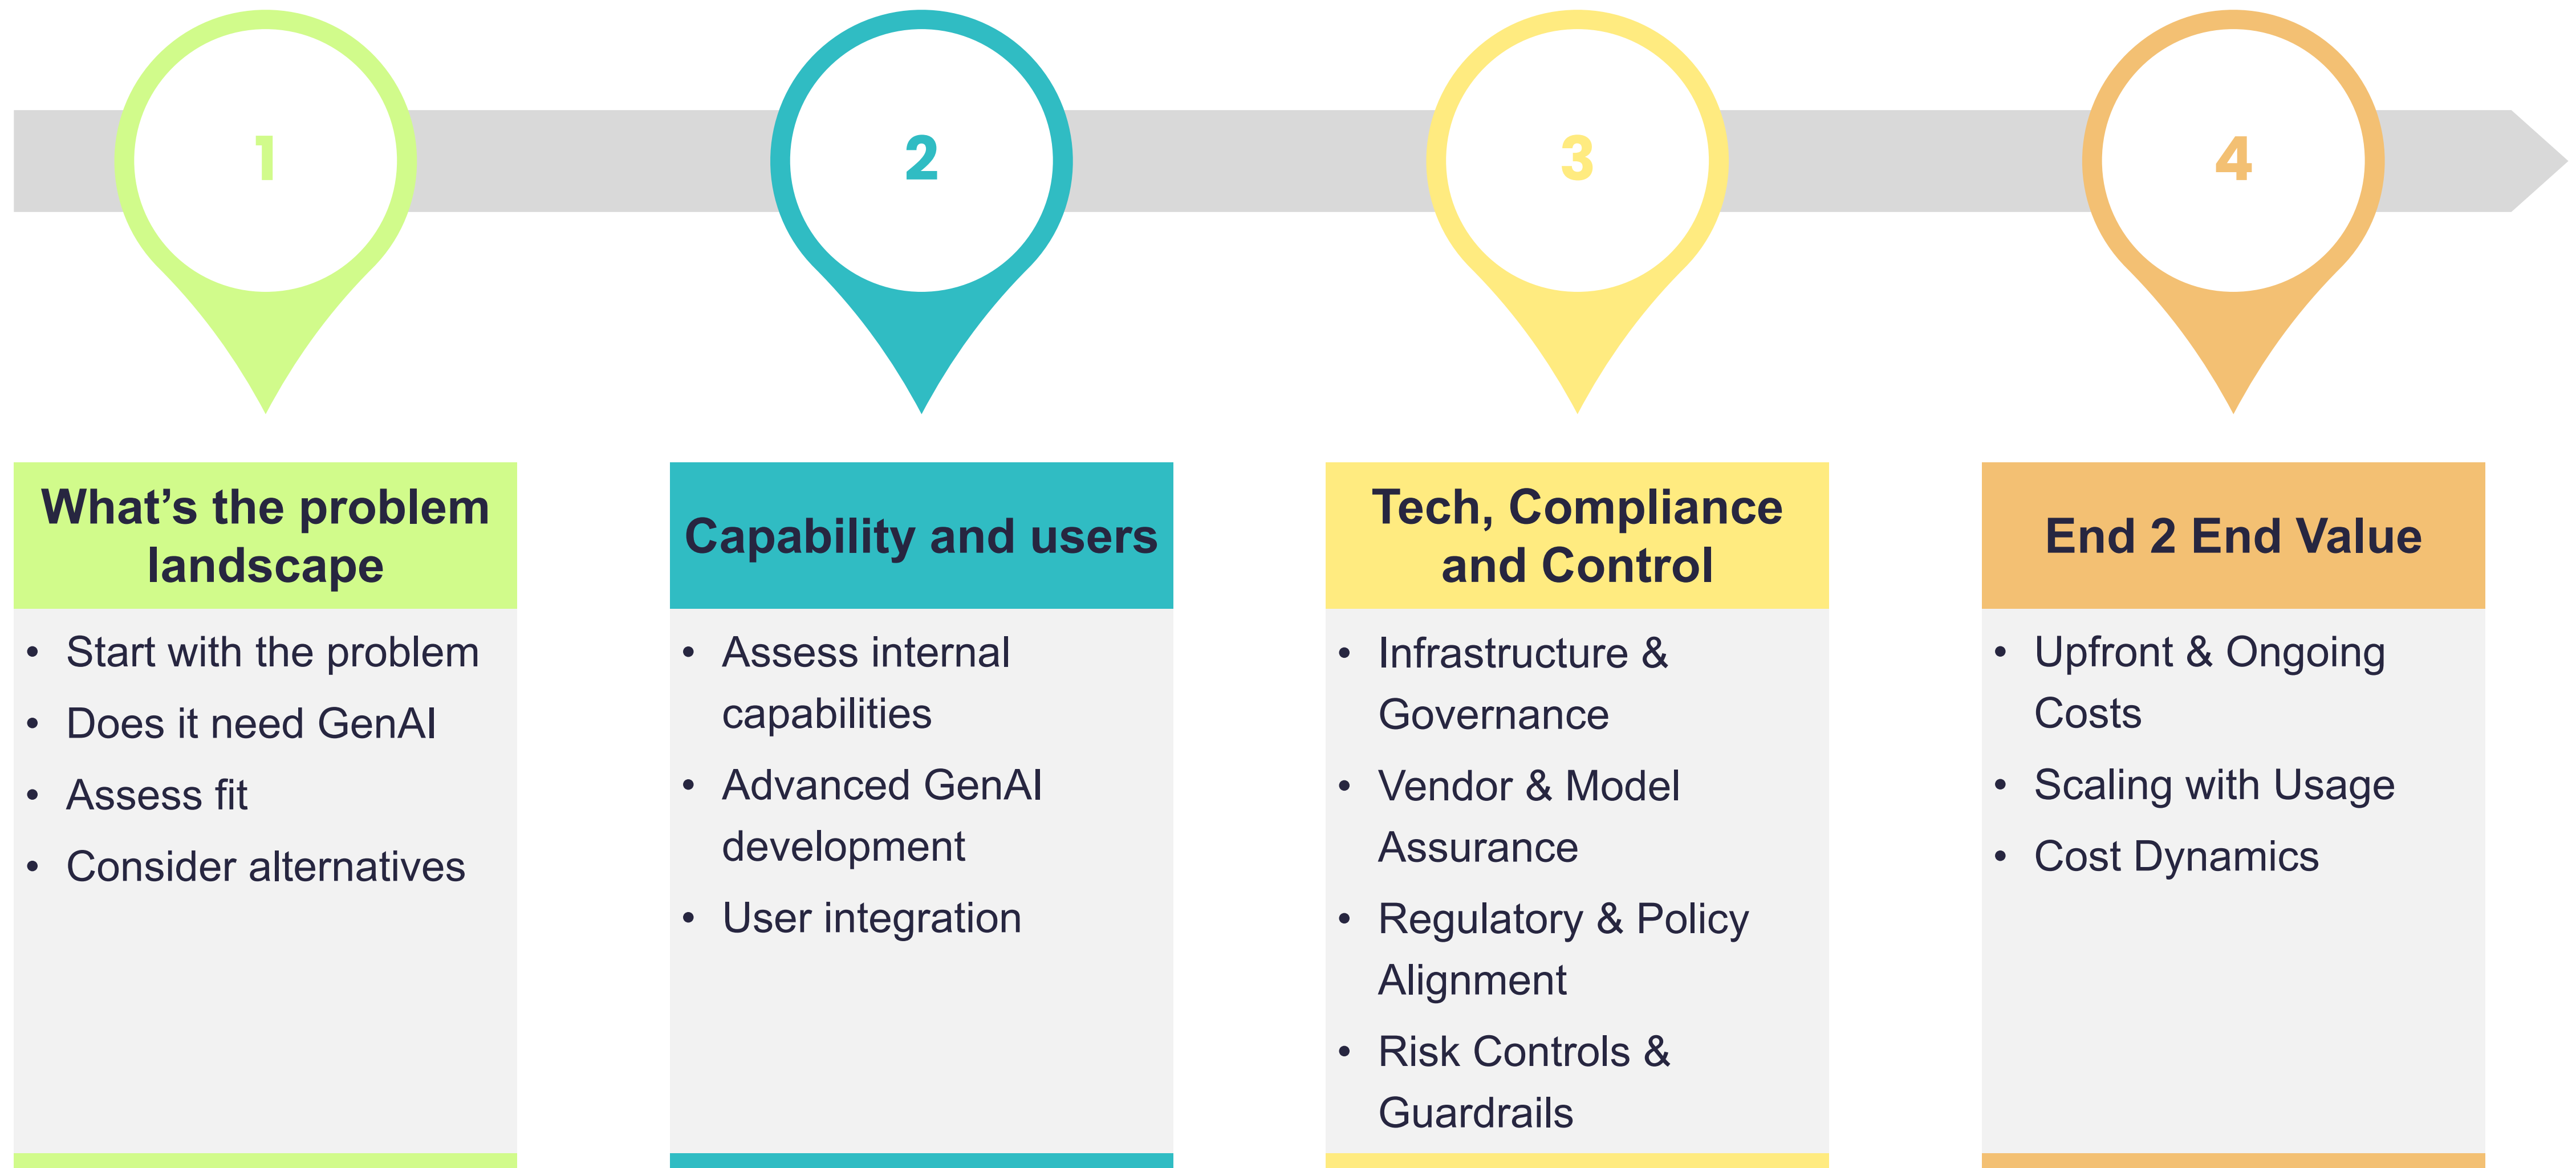 1
2
3
4
What’s the problem
landscape
• Start with the problem
• Does it need GenAI
• Assess fit
• Consider alternatives
Capability and users
• Assess internal
capabilities
• Advanced GenAI
development
• User integration
Tech, Compliance
and Control
• Infrastructure &
Governance
• Vendor & Model
Assurance
• Regulatory & Policy
Alignment
• Risk Controls &
Guardrails
End 2 End Value
• Upfront & Ongoing
Costs
• Scaling with Usage
• Cost Dynamics